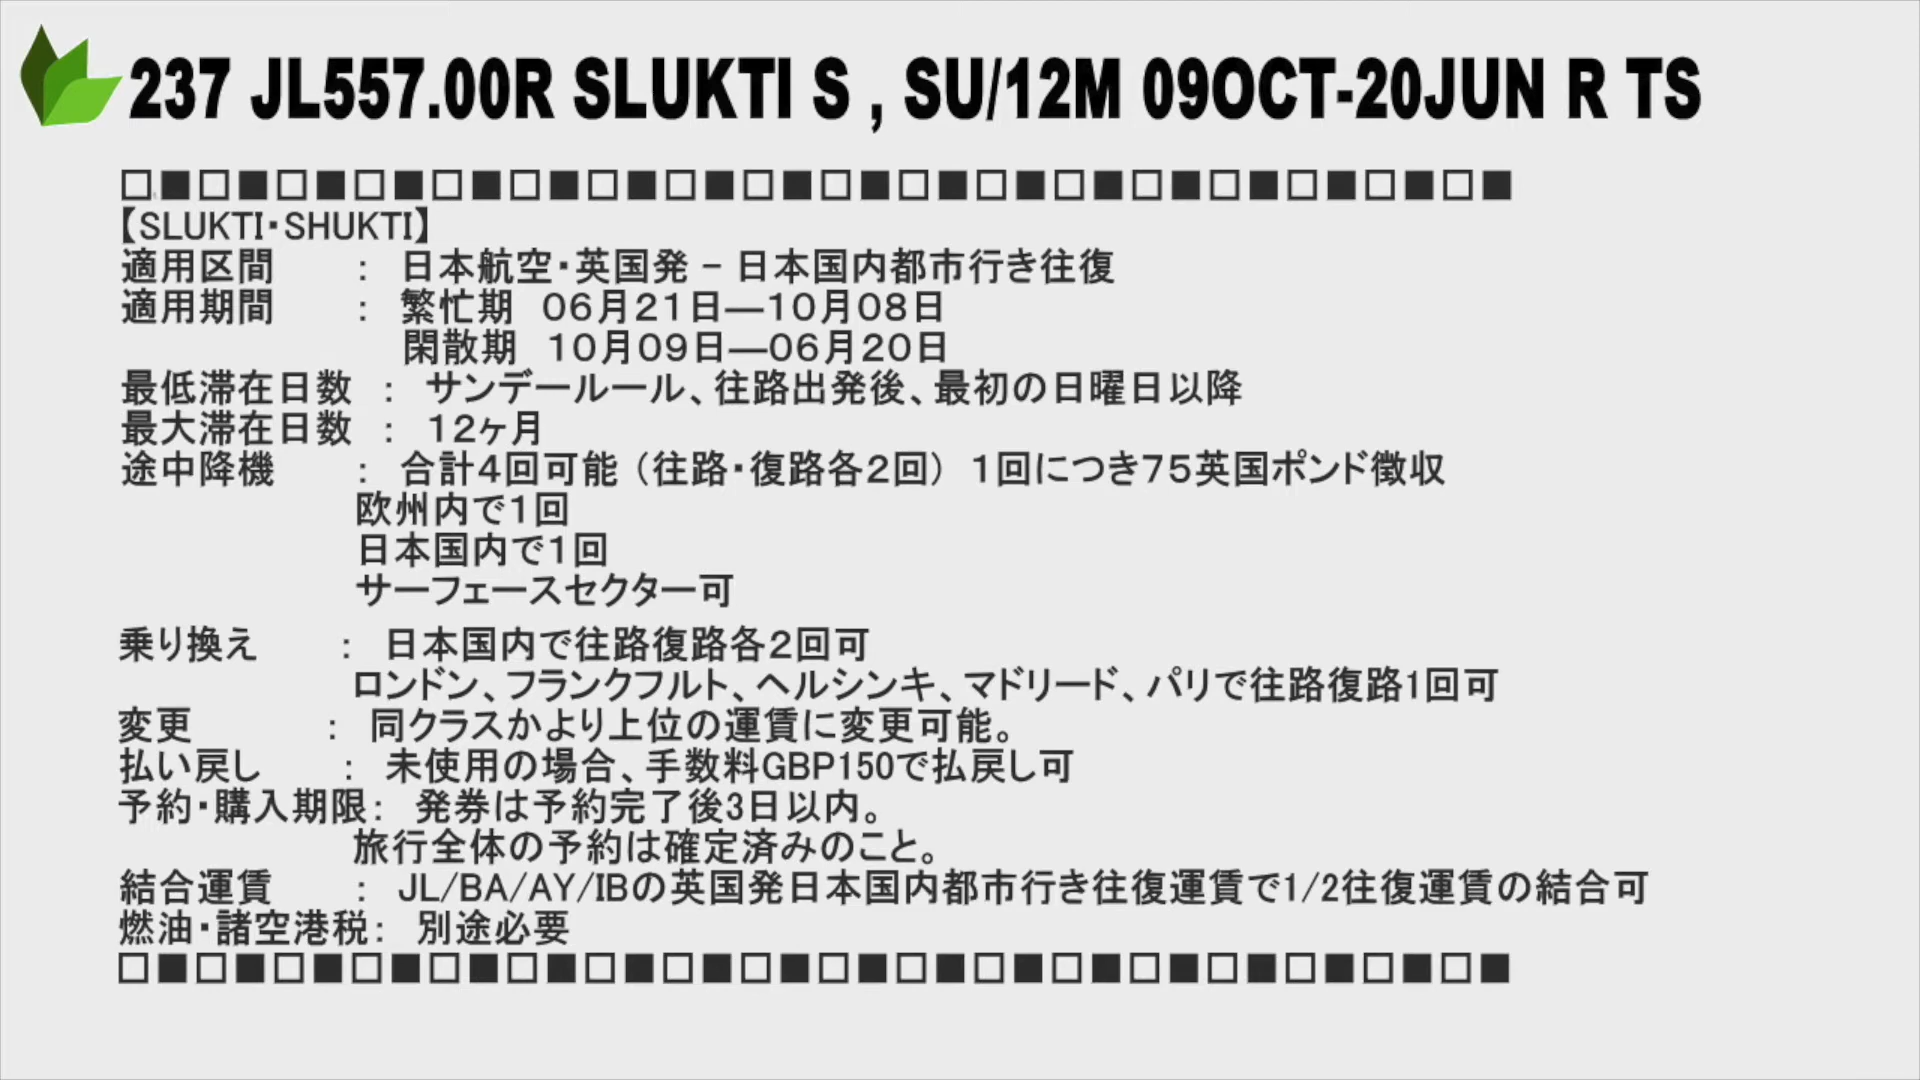 237 JL557.00R SLUKTI S , SU/12M 09OCT-20JUN R TS
□■□■□■□■□■□■□■□■□■□■□■□■□■□■□■□■□■□■
【SLUKTI・SHUKTI】
適用区間 : 日本航空・英国発 – 日本国内都市行き往復
適用期間 : 繁忙期 06月21日―10月08日
閑散期 10月09日―06月20日
最低滞在日数 : サンデールール、往路出発後、最初の日曜日以降
最大滞在日数 : 12ヶ月
途中降機 : 合計4回可能（往路・復路各2回） 1回につき75英国ポンド徴収
欧州内で1回
日本国内で1回
サーフェースセクター可
乗り換え : 日本国内で往路復路各2回可
ロンドン、フランクフルト、ヘルシンキ、マドリード、パリで往路復路1回可
変更 : 同クラスかより上位の運賃に変更可能。
払い戻し : 未使用の場合、手数料GBP150で払戻し可
予約・購入期限: 発券は予約完了後3日以内。
旅行全体の予約は確定済みのこと。
結合運賃 : JL/BA/AY/IBの英国発日本国内都市行き往復運賃で1/2往復運賃の結合可
燃油・諸空港税: 別途必要
□■□■□■□■□■□■□■□■□■□■□■□■□■□■□■□■□■□■